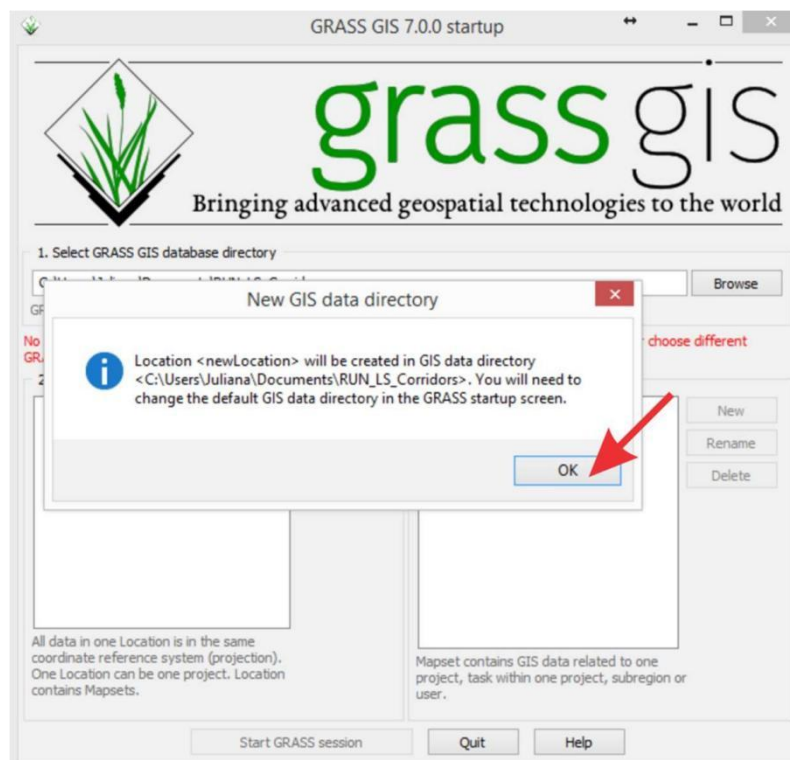 GRASS GIS 7.0.0 startup
grass gis
Bringing advanced geospatial technologies to the world
1. Select GRASS GIS database directory
Browse
New GIS data directory
No
choose different
Location <newLocation> will be created in GIS data directory
<C:\Users\Juliana\Documents\RUN_LS_Corridors>. You will need to
change the default GIS data directory in the GRASS startup screen.
OK
2
New
Rename
Delete
All data in one Location is in the same
coordinate reference system (projection).
One Location can be one project. Location
contains Mapsets.
Mapset contains GIS data related to one
project, task within one project, subregion or
user.
Start GRASS session
Quit
Help